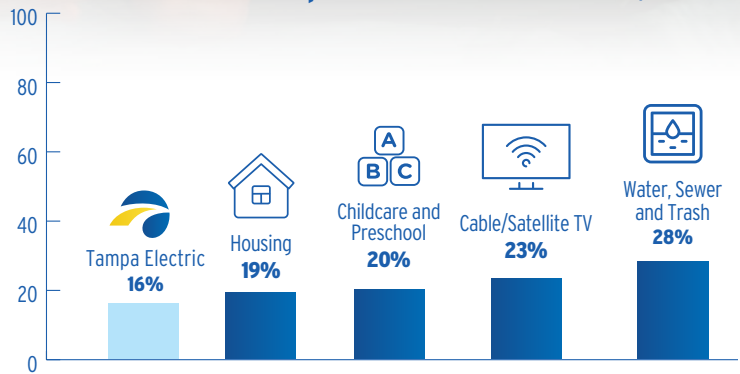 100
80
60
40
20
0
Tampa Electric
16%
Housing
19%
A
B C
Childcare and
Preschool
20%
Cable/Satellite TV
23%
Water, Sewer
and Trash
28%